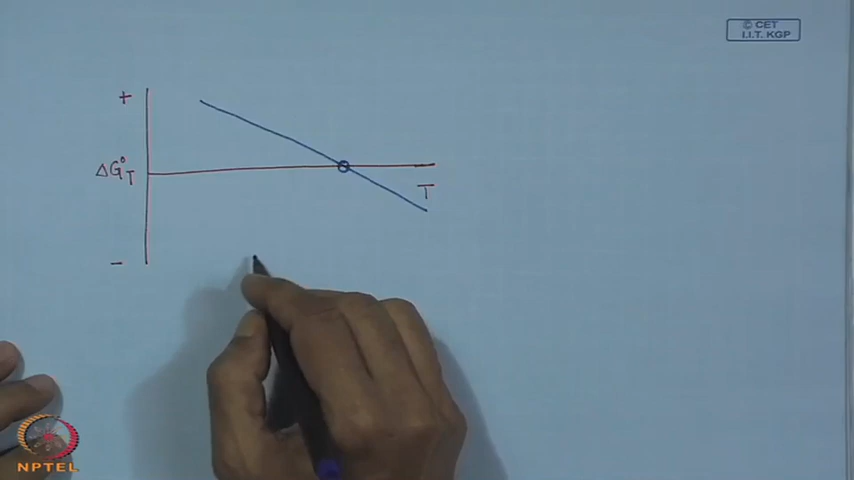 © CET
I.I.T. KGP
+
ΔG°T
T
−
NPTEL